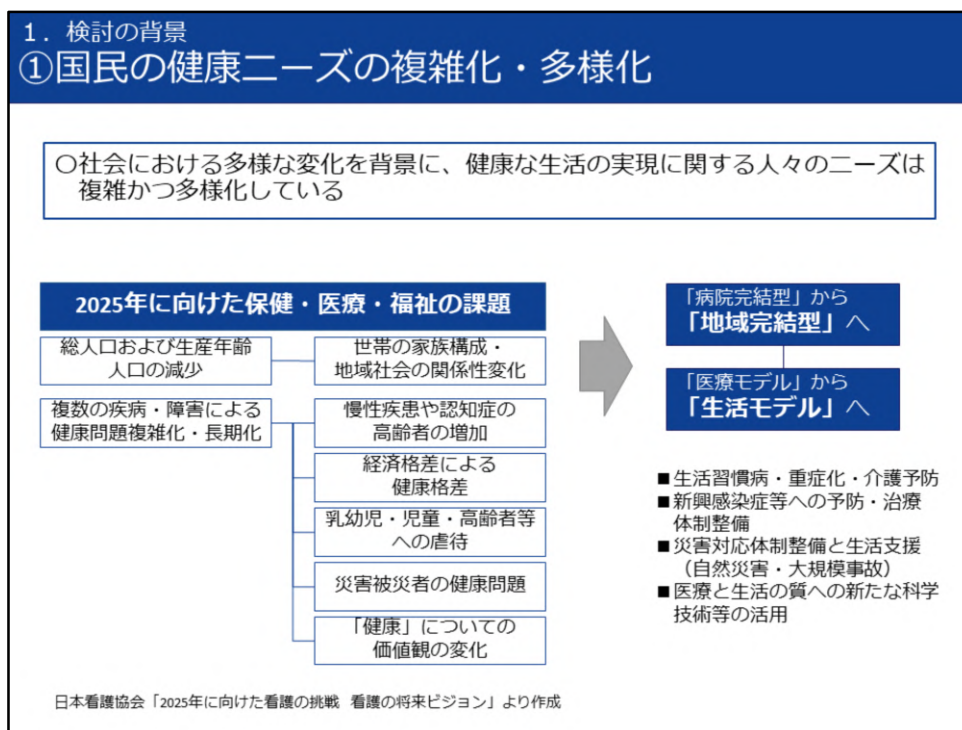 1．検討の背景
①国民の健康ニーズの複雑化・多様化
〇社会における多様な変化を背景に、健康な生活の実現に関する人々のニーズは
複雑かつ多様化している
2025年に向けた保健・医療・福祉の課題
総人口および生産年齢
人口の減少
世帯の家族構成・
地域社会の関係性変化
複数の疾病・障害による
健康問題複雑化・長期化
慢性疾患や認知症の
高齢者の増加
経済格差による
健康格差
乳幼児・児童・高齢者等
への虐待
災害被災者の健康問題
「健康」についての
価値観の変化
「病院完結型」から
「地域完結型」へ
「医療モデル」から
「生活モデル」へ
■生活習慣病・重症化・介護予防
■新興感染症等への予防・治療
体制整備
■災害対応体制整備と生活支援
（自然災害・大規模事故）
■医療と生活の質への新たな科学
技術等の活用
日本看護協会「2025年に向けた看護の挑戦 看護の将来ビジョン」より作成